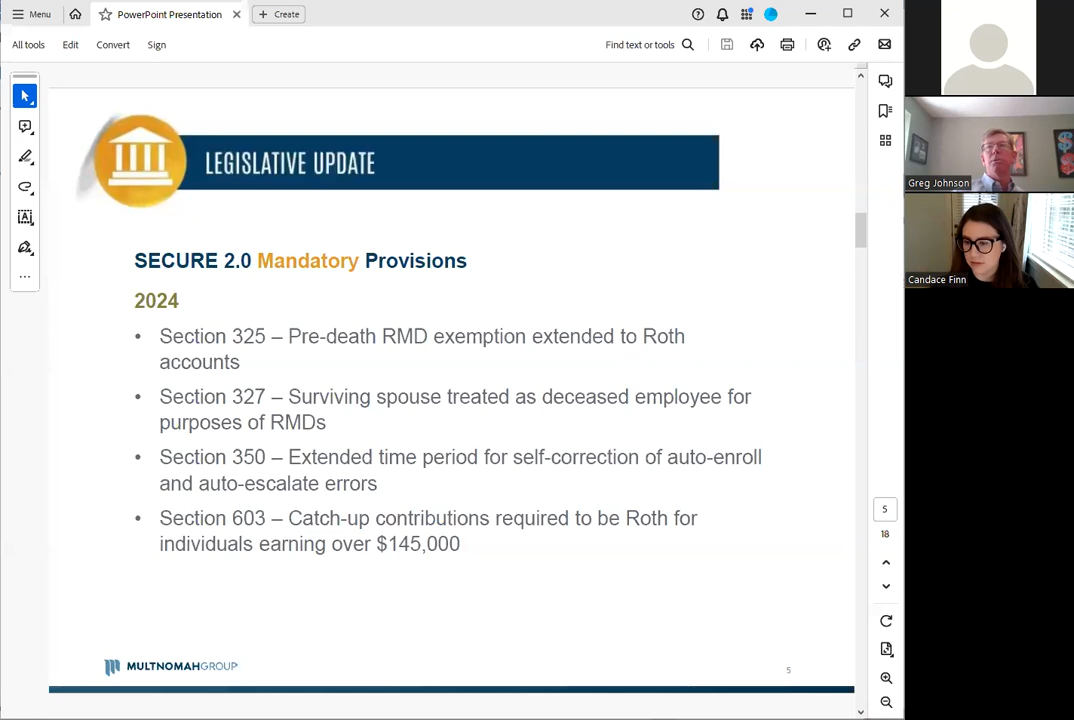 Menu
PowerPoint Presentation
Create
All tools
Edit
Convert
Sign
Find text or tools
LEGISLATIVE UPDATE
SECURE 2.0 Mandatory Provisions
2024
• Section 325 – Pre-death RMD exemption extended to Roth
accounts
• Section 327 – Surviving spouse treated as deceased employee for
purposes of RMDs
• Section 350 – Extended time period for self-correction of auto-enroll
and auto-escalate errors
• Section 603 – Catch-up contributions required to be Roth for
individuals earning over $145,000
MULTNOMAHGROUP
5
5
18
Greg Johnson
Candace Finn